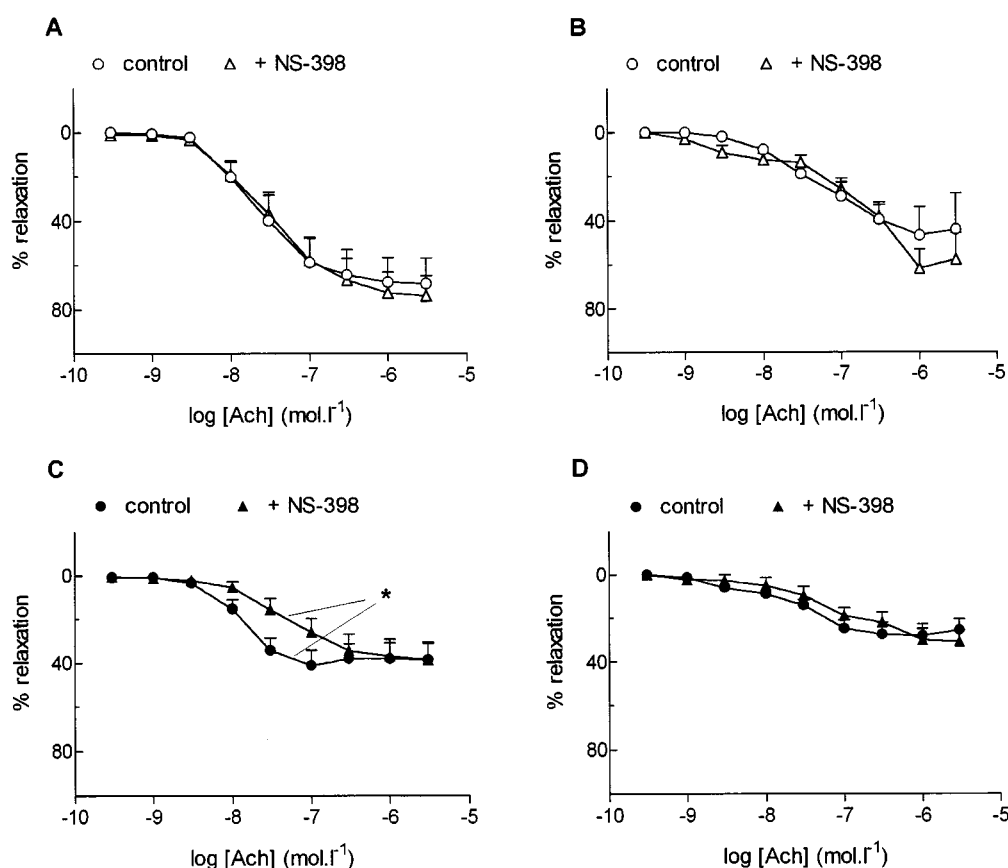 A
○ control △ + NS-398
% relaxation
0
40
80
-10 -9 -8 -7 -6 -5
log [Ach] (mol.l⁻¹)
B
○ control △ + NS-398
% relaxation
0
40
80
-10 -9 -8 -7 -6 -5
log [Ach] (mol.l⁻¹)
C
● control ▲ + NS-398
% relaxation
0
40
80
*
-10 -9 -8 -7 -6 -5
log [Ach] (mol.l⁻¹)
D
● control ▲ + NS-398
% relaxation
0
40
80
-10 -9 -8 -7 -6 -5
log [Ach] (mol.l⁻¹)